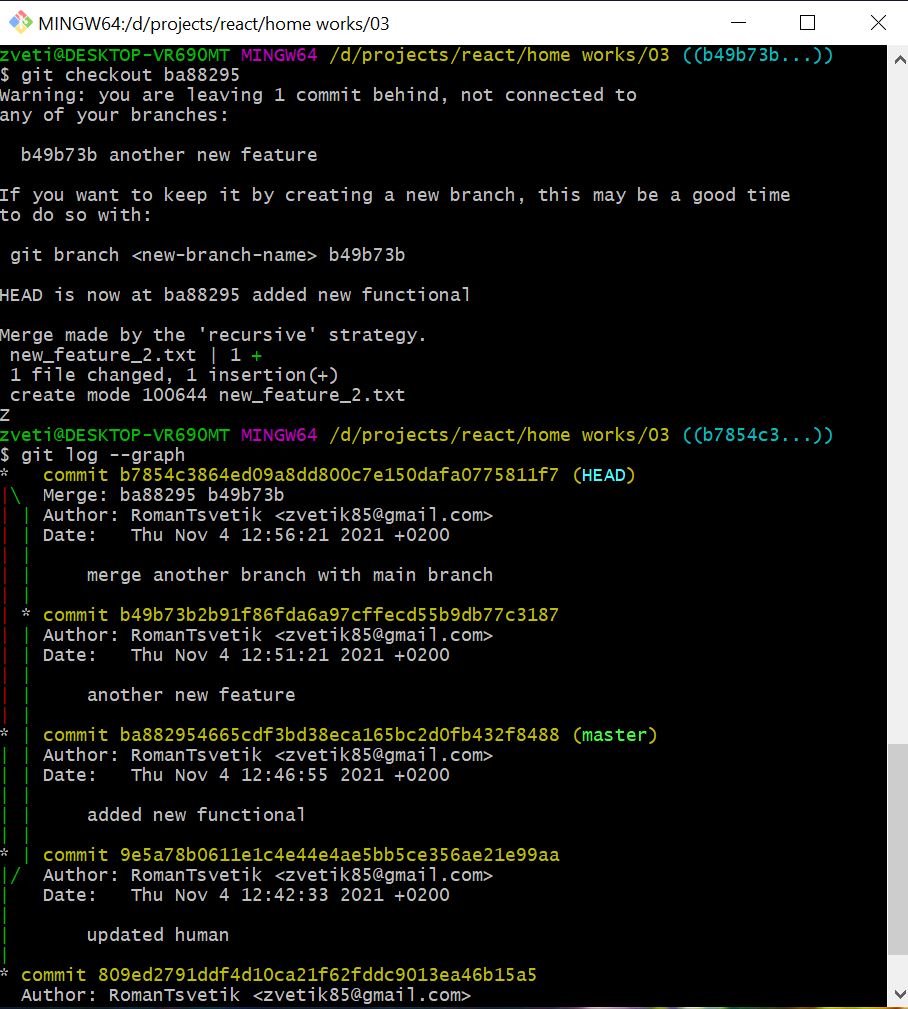 MINGW64:/d/projects/react/home works/03
zveti@DESKTOP-VR690MT MINGW64 /d/projects/react/home works/03 ((b49b73b...))
$ git checkout ba88295
Warning: you are leaving 1 commit behind, not connected to
any of your branches:
b49b73b another new feature
If you want to keep it by creating a new branch, this may be a good time
to do so with:
git branch <new-branch-name> b49b73b
HEAD is now at ba88295 added new functional
Merge made by the 'recursive' strategy.
new_feature_2.txt | 1 +
1 file changed, 1 insertion(+)
create mode 100644 new_feature_2.txt
Z
zveti@DESKTOP-VR690MT MINGW64 /d/projects/react/home works/03 ((b7854c3...))
$ git log --graph
*   commit b7854c3864ed09a8dd800c7e150dafa0775811f7 (HEAD)
|\  Merge: ba88295 b49b73b
| | Author: RomanTsvetik <zvetik85@gmail.com>
| | Date:   Thu Nov 4 12:56:21 2021 +0200
| |
| |     merge another branch with main branch
| |
| * commit b49b73b2b91f86fda6a97cffecd55b9db77c3187
| | Author: RomanTsvetik <zvetik85@gmail.com>
| | Date:   Thu Nov 4 12:51:21 2021 +0200
| |
| |     another new feature
| |
* | commit ba882954665cdf3bd38eca165bc2d0fb432f8488 (master)
| | Author: RomanTsvetik <zvetik85@gmail.com>
| | Date:   Thu Nov 4 12:46:55 2021 +0200
| |
| |     added new functional
| |
* | commit 9e5a78b0611e1c4e44e4ae5bb5ce356ae21e99aa
|/  Author: RomanTsvetik <zvetik85@gmail.com>
|   Date:   Thu Nov 4 12:42:33 2021 +0200
|
|       updated human
|
* commit 809ed2791ddf4d10ca21f62fddc9013ea46b15a5
Author: RomanTsvetik <zvetik85@gmail.com>